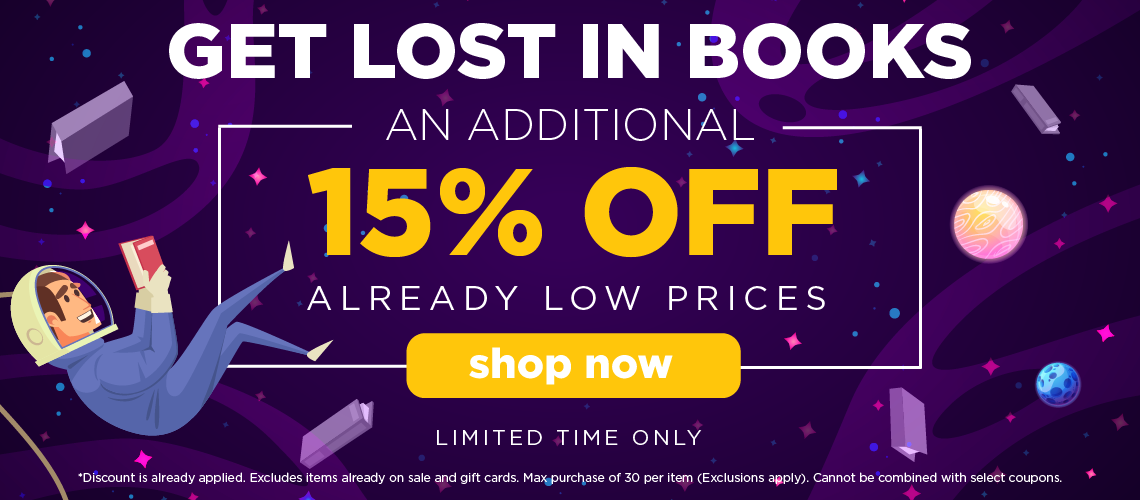 GET LOST IN BOOKS
AN ADDITIONAL
15% OFF
ALREADY LOW PRICES
shop now
LIMITED TIME ONLY
*Discount is already applied. Excludes items already on sale and gift cards. Max purchase of 30 per item (Exclusions apply). Cannot be combined with select coupons.